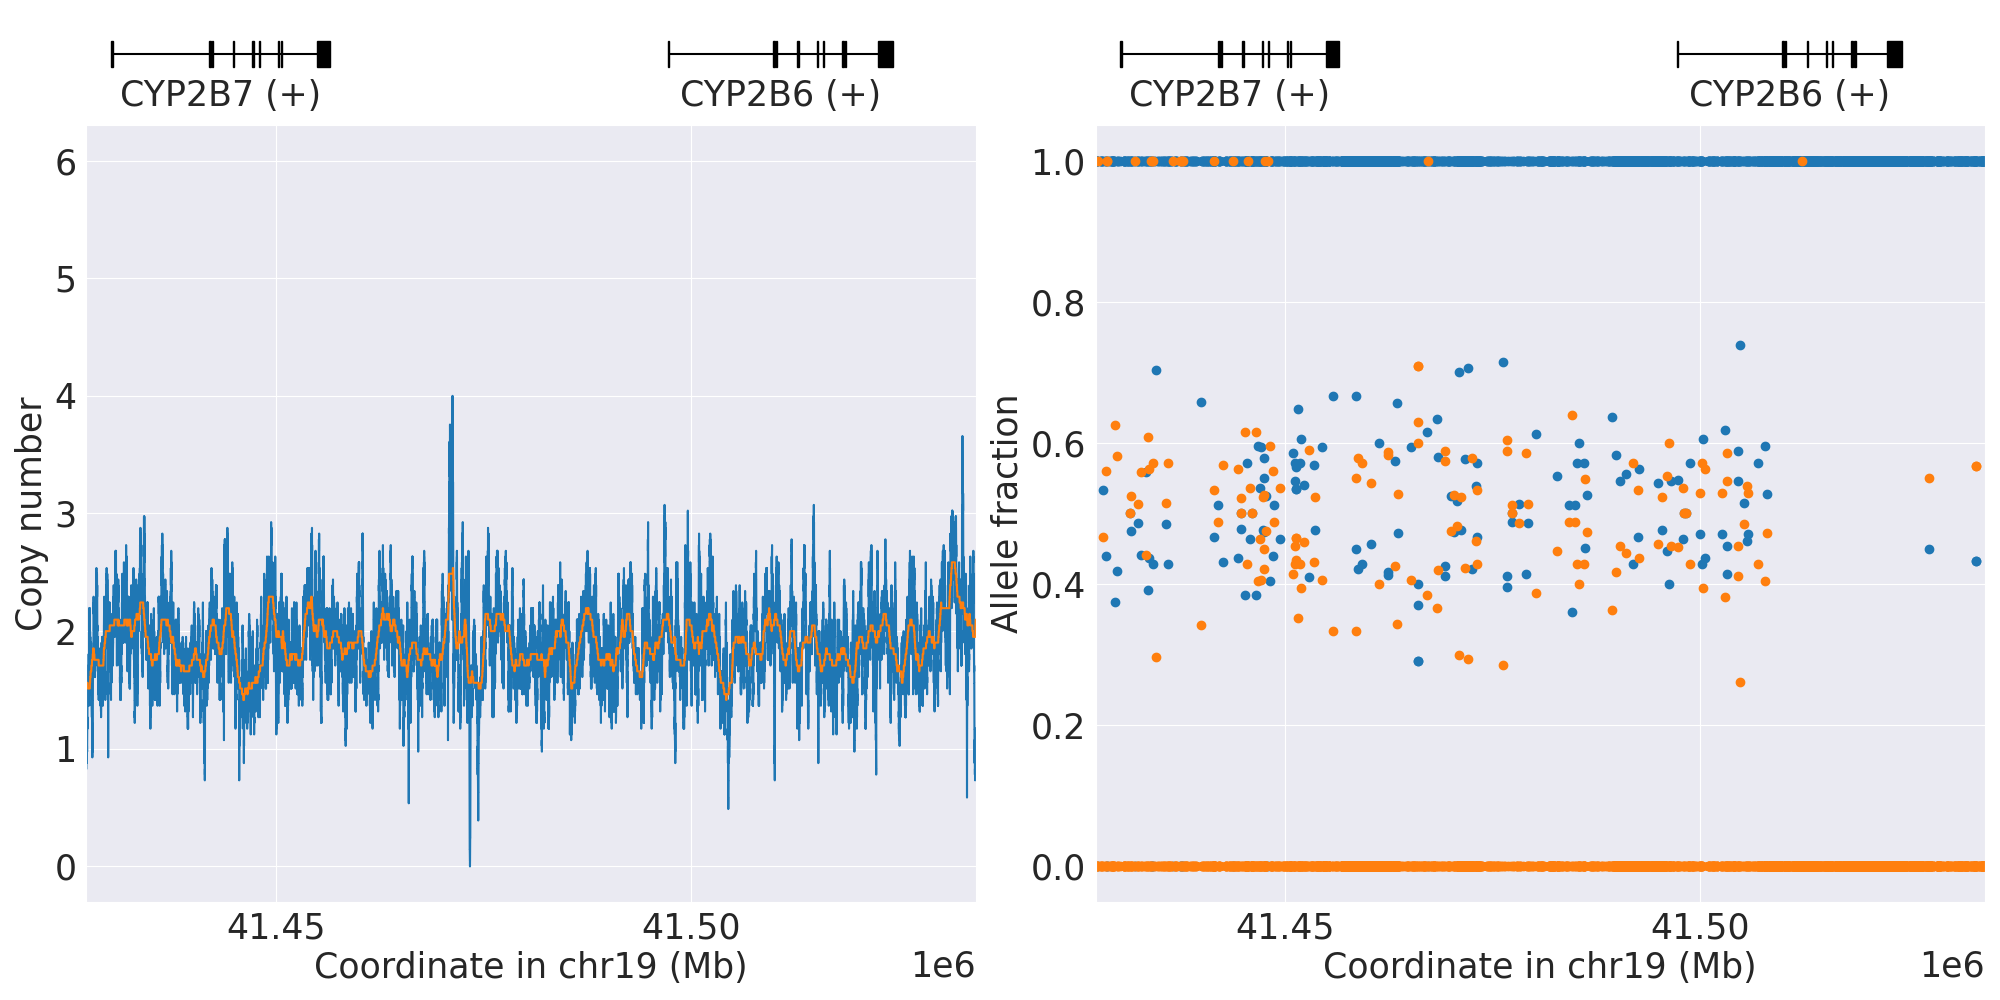 CYP2B7 (+)
CYP2B6 (+)
6
5
4
3
2
1
0
Copy number
41.45
41.50
Coordinate in chr19 (Mb)
1e6
CYP2B7 (+)
CYP2B6 (+)
1.0
0.8
0.6
0.4
0.2
0.0
Allele fraction
41.45
41.50
Coordinate in chr19 (Mb)
1e6